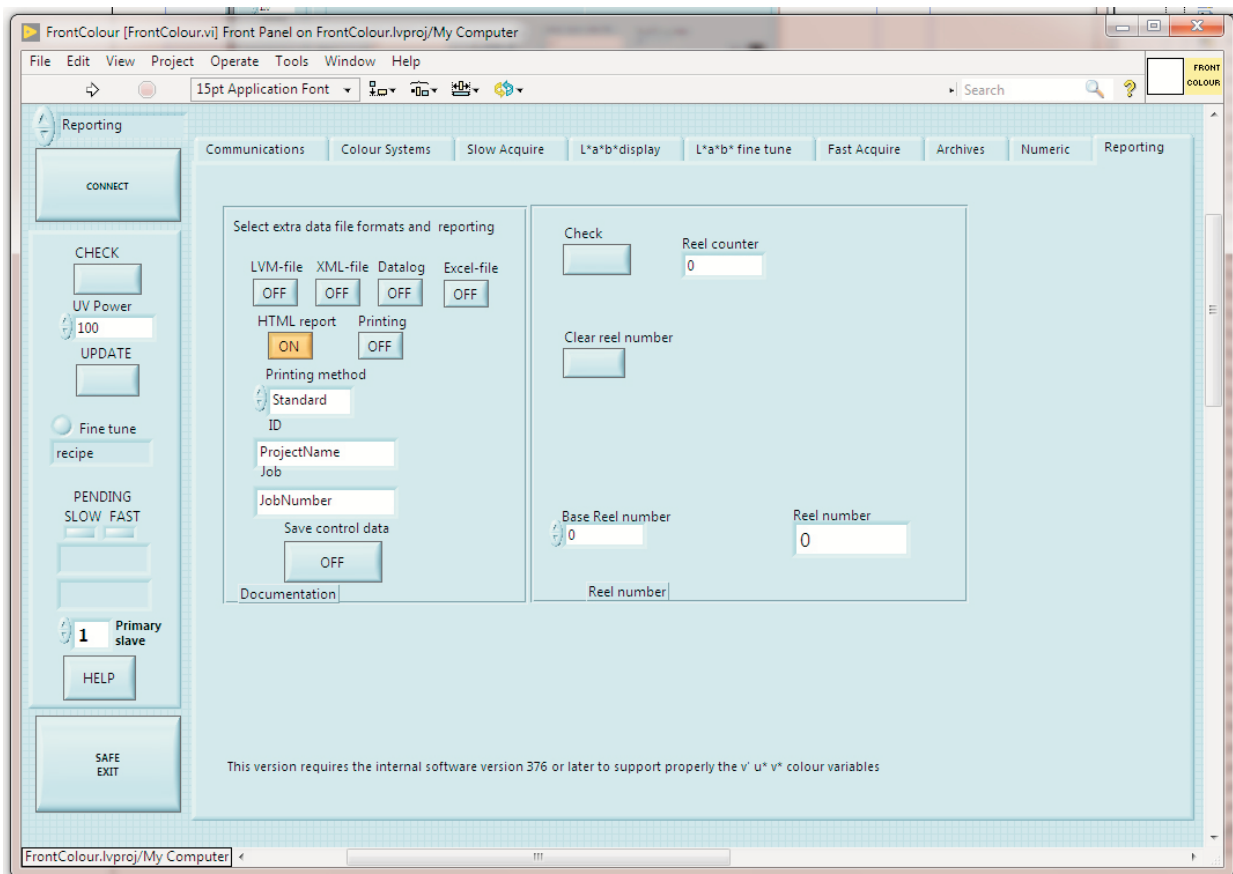 FrontColour [FrontColour.vi] Front Panel on FrontColour.lvproj/My Computer
File Edit View Project Operate Tools Window Help
15pt Application Font
Search
FRONT
COLOUR
Reporting
Communications Colour Systems Slow Acquire L*a*b*display L*a*b* fine tune Fast Acquire Archives Numeric Reporting
CONNECT
CHECK
UV Power
100
UPDATE
Fine tune
recipe
PENDING
SLOW FAST
1
Primary
slave
HELP
SAFE
EXIT
Select extra data file formats and reporting
LVM-file XML-file Datalog Excel-file
OFF OFF OFF OFF
HTML report Printing
ON OFF
Printing method
Standard
ID
ProjectName
Job
JobNumber
Save control data
OFF
Documentation
Check
Reel counter
0
Clear reel number
Base Reel number
0
Reel number
0
Reel number
This version requires the internal software version 376 or later to support properly the v' u* v* colour variables
FrontColour.lvproj/My Computer